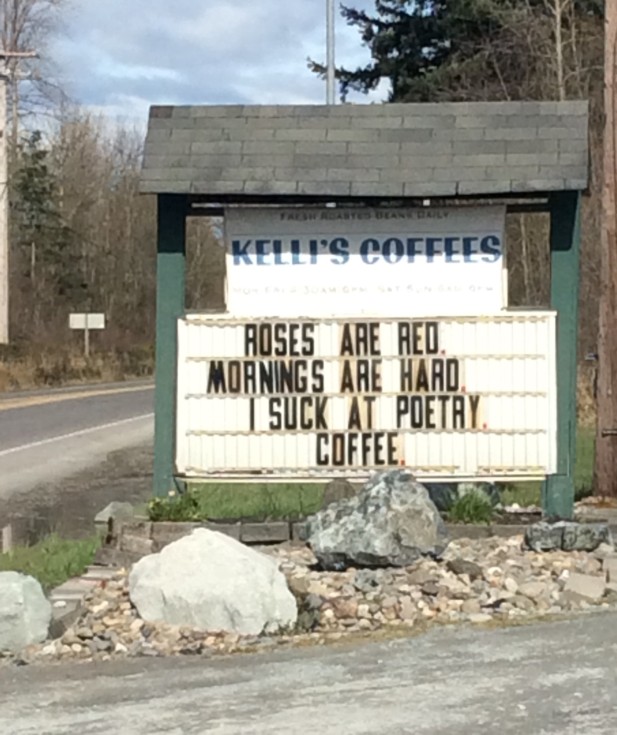 FRESH ROASTED BEANS DAILY
KELLI'S COFFEES
ROSES ARE RED.
MORNINGS ARE HARD.
I SUCK AT POETRY.
COFFEE.